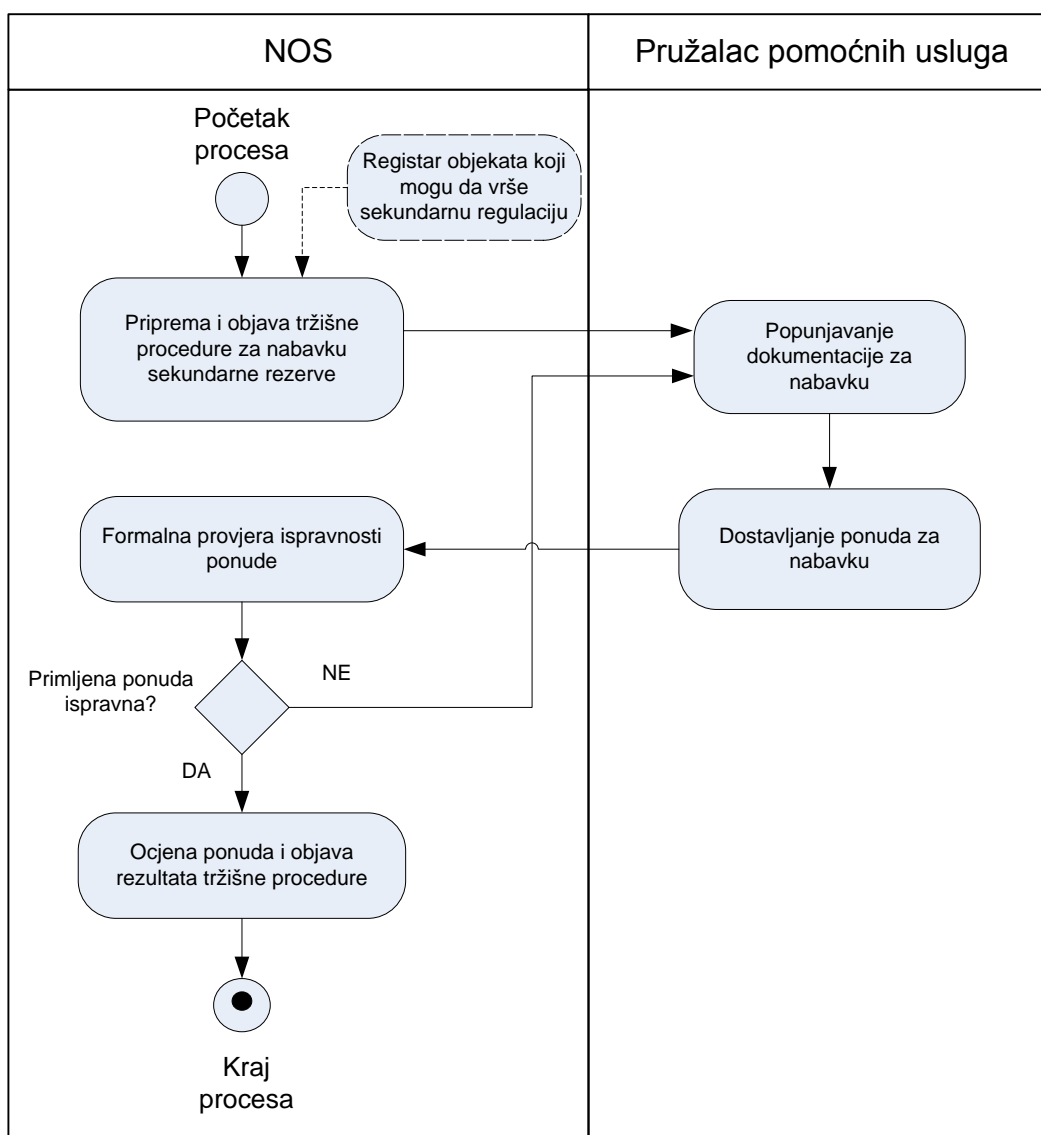 NOS
Pružalac pomoćnih usluga
Početak
procesa
Registar objekata koji
mogu da vrše
sekundarnu regulaciju
Priprema i objava tržišne
procedure za nabavku
sekundarne rezerve
Popunjavanje
dokumentacije za
nabavku
Formalna provjera ispravnosti
ponude
Dostavljanje ponuda za
nabavku
Primljena ponuda
ispravna?
NE
DA
Ocjena ponuda i objava
rezultata tržišne procedure
Kraj
procesa